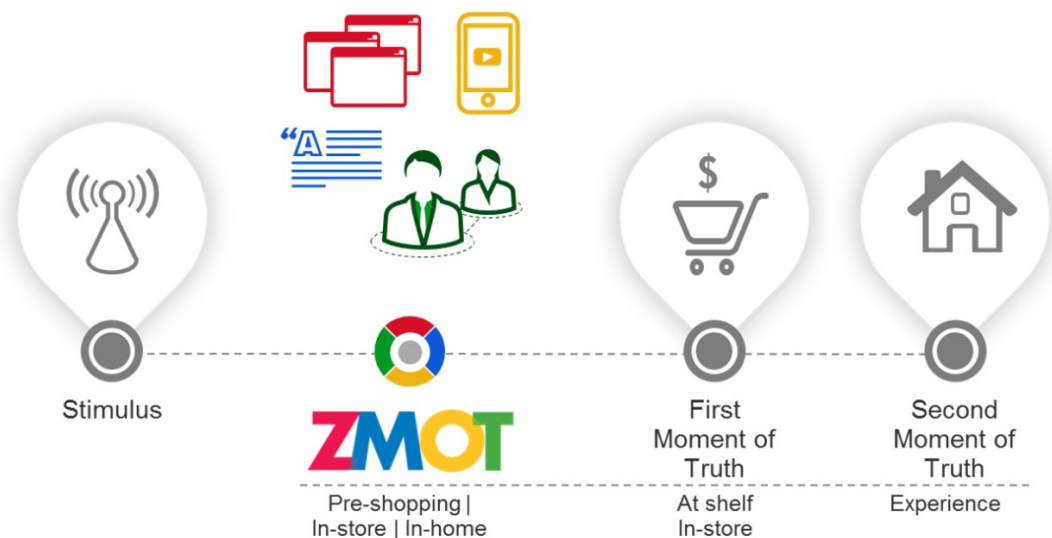 “A
$
Stimulus
ZMOT
First
Moment of
Truth
Second
Moment of
Truth
Pre-shopping |
In-store | In-home
At shelf
In-store
Experience